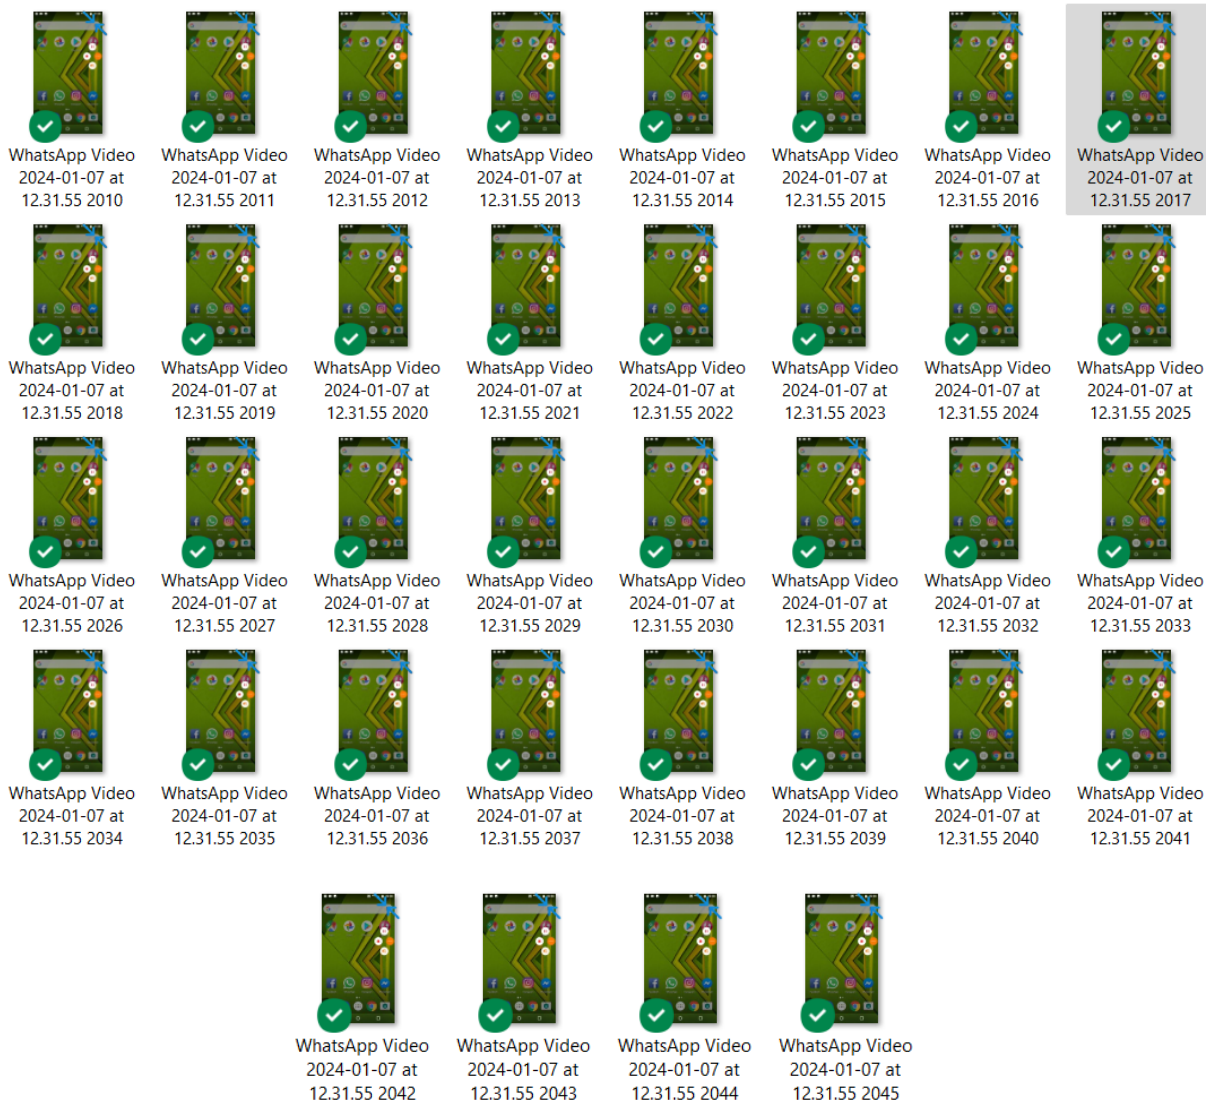 WhatsApp Video
2024-01-07 at
12.31.55 2010
WhatsApp Video
2024-01-07 at
12.31.55 2011
WhatsApp Video
2024-01-07 at
12.31.55 2012
WhatsApp Video
2024-01-07 at
12.31.55 2013
WhatsApp Video
2024-01-07 at
12.31.55 2014
WhatsApp Video
2024-01-07 at
12.31.55 2015
WhatsApp Video
2024-01-07 at
12.31.55 2016
WhatsApp Video
2024-01-07 at
12.31.55 2017
WhatsApp Video
2024-01-07 at
12.31.55 2018
WhatsApp Video
2024-01-07 at
12.31.55 2019
WhatsApp Video
2024-01-07 at
12.31.55 2020
WhatsApp Video
2024-01-07 at
12.31.55 2021
WhatsApp Video
2024-01-07 at
12.31.55 2022
WhatsApp Video
2024-01-07 at
12.31.55 2023
WhatsApp Video
2024-01-07 at
12.31.55 2024
WhatsApp Video
2024-01-07 at
12.31.55 2025
WhatsApp Video
2024-01-07 at
12.31.55 2026
WhatsApp Video
2024-01-07 at
12.31.55 2027
WhatsApp Video
2024-01-07 at
12.31.55 2028
WhatsApp Video
2024-01-07 at
12.31.55 2029
WhatsApp Video
2024-01-07 at
12.31.55 2030
WhatsApp Video
2024-01-07 at
12.31.55 2031
WhatsApp Video
2024-01-07 at
12.31.55 2032
WhatsApp Video
2024-01-07 at
12.31.55 2033
WhatsApp Video
2024-01-07 at
12.31.55 2034
WhatsApp Video
2024-01-07 at
12.31.55 2035
WhatsApp Video
2024-01-07 at
12.31.55 2036
WhatsApp Video
2024-01-07 at
12.31.55 2037
WhatsApp Video
2024-01-07 at
12.31.55 2038
WhatsApp Video
2024-01-07 at
12.31.55 2039
WhatsApp Video
2024-01-07 at
12.31.55 2040
WhatsApp Video
2024-01-07 at
12.31.55 2041
WhatsApp Video
2024-01-07 at
12.31.55 2042
WhatsApp Video
2024-01-07 at
12.31.55 2043
WhatsApp Video
2024-01-07 at
12.31.55 2044
WhatsApp Video
2024-01-07 at
12.31.55 2045